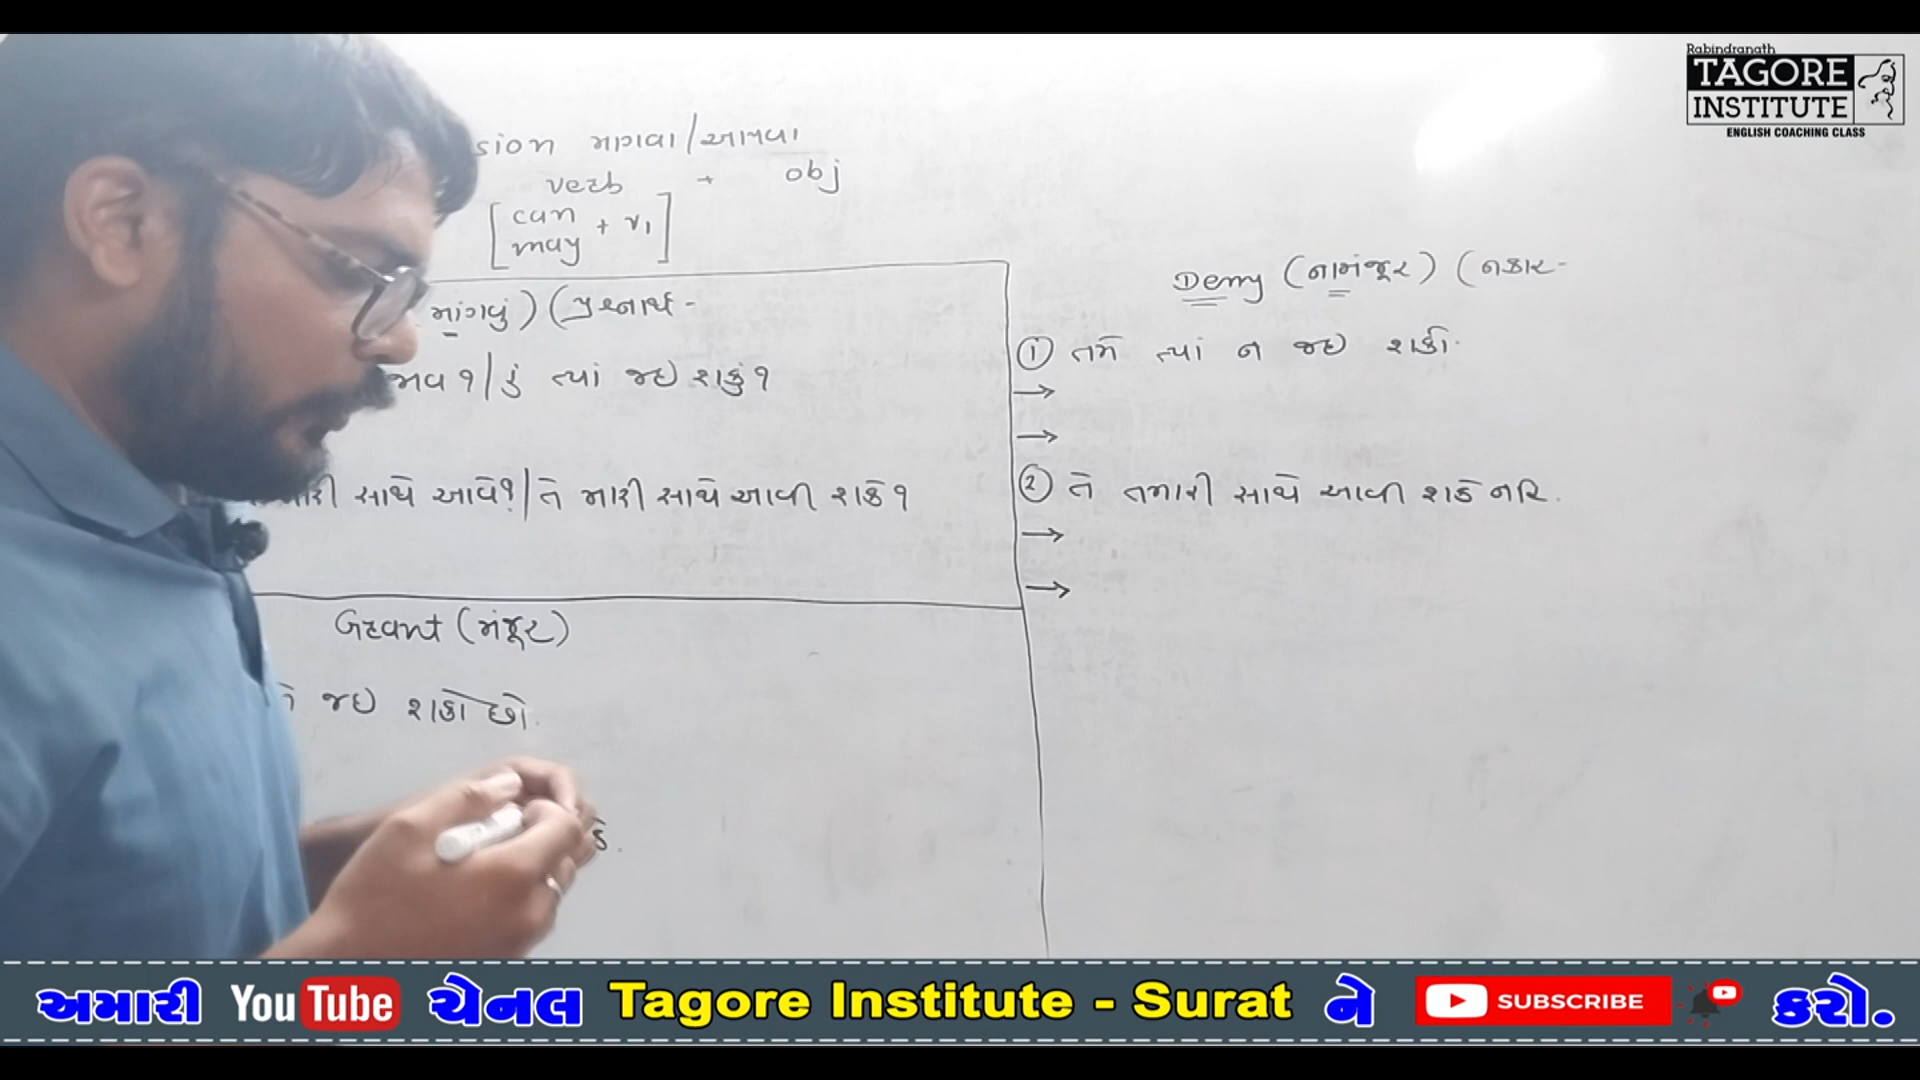 Rabindranath
TAGORE
INSTITUTE
ENGLISH COACHING CLASS
sion માગવા/આપવા
verb + obj
[can may + v1]
માંગવું) (પ્રશ્નાર્થ-
જાવ ?/ હું ત્યાં જઇ શકું ?
મારી સાથે આવે?/તે મારી સાથે આવી શકે ?
Grant (મંજૂર)
જઇ શકો છો.
કે.
Deny (નામંજૂર) (નકાર-
① તમે ત્યાં ન જઇ શકો.
→
→
② તે તમારી સાથે આવી શકે નહિ.
→
→
અમારી YouTube ચેનલ Tagore Institute - Surat ને SUBSCRIBE કરો.